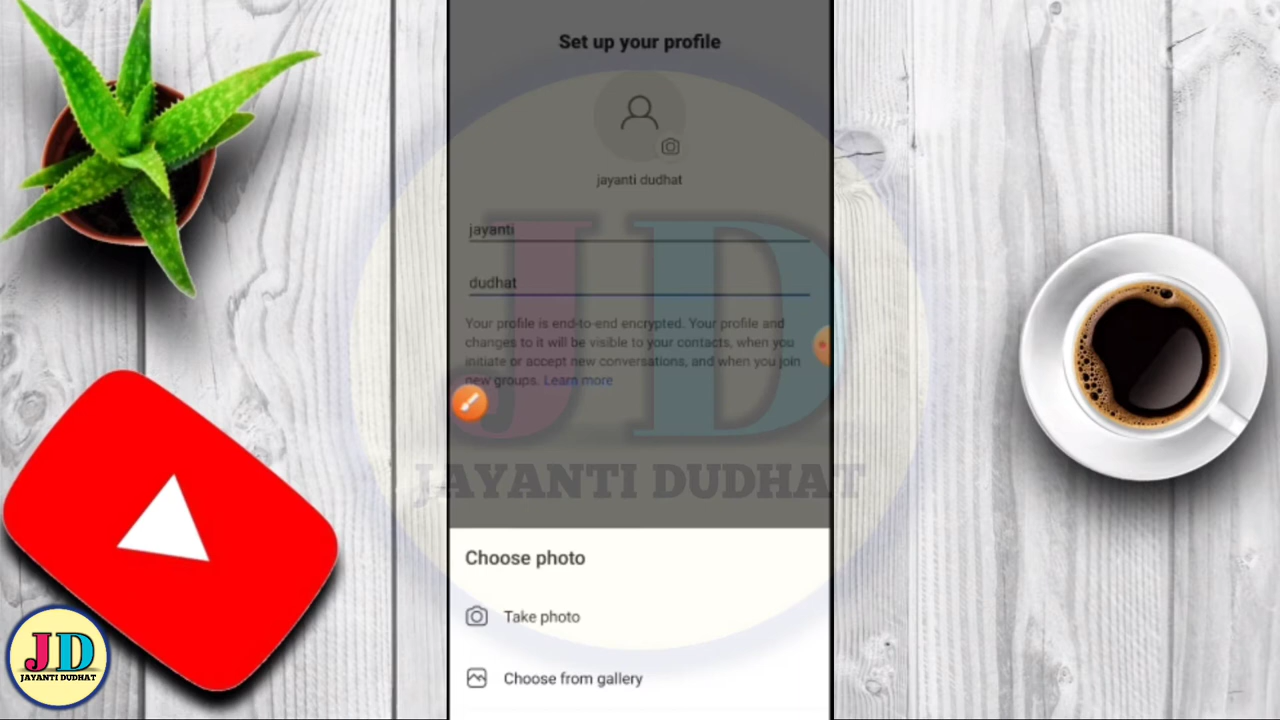 Set up your profile
jayanti dudhat
jayanti
dudhat
Your profile is end-to-end encrypted. Your profile and
changes to it will be visible to your contacts, when you
initiate or accept new conversations, and when you join
new groups. Learn more
JD
JAYANTI DUDHAT
Choose photo
Take photo
Choose from gallery
JD
JAYANTI DUDHAT